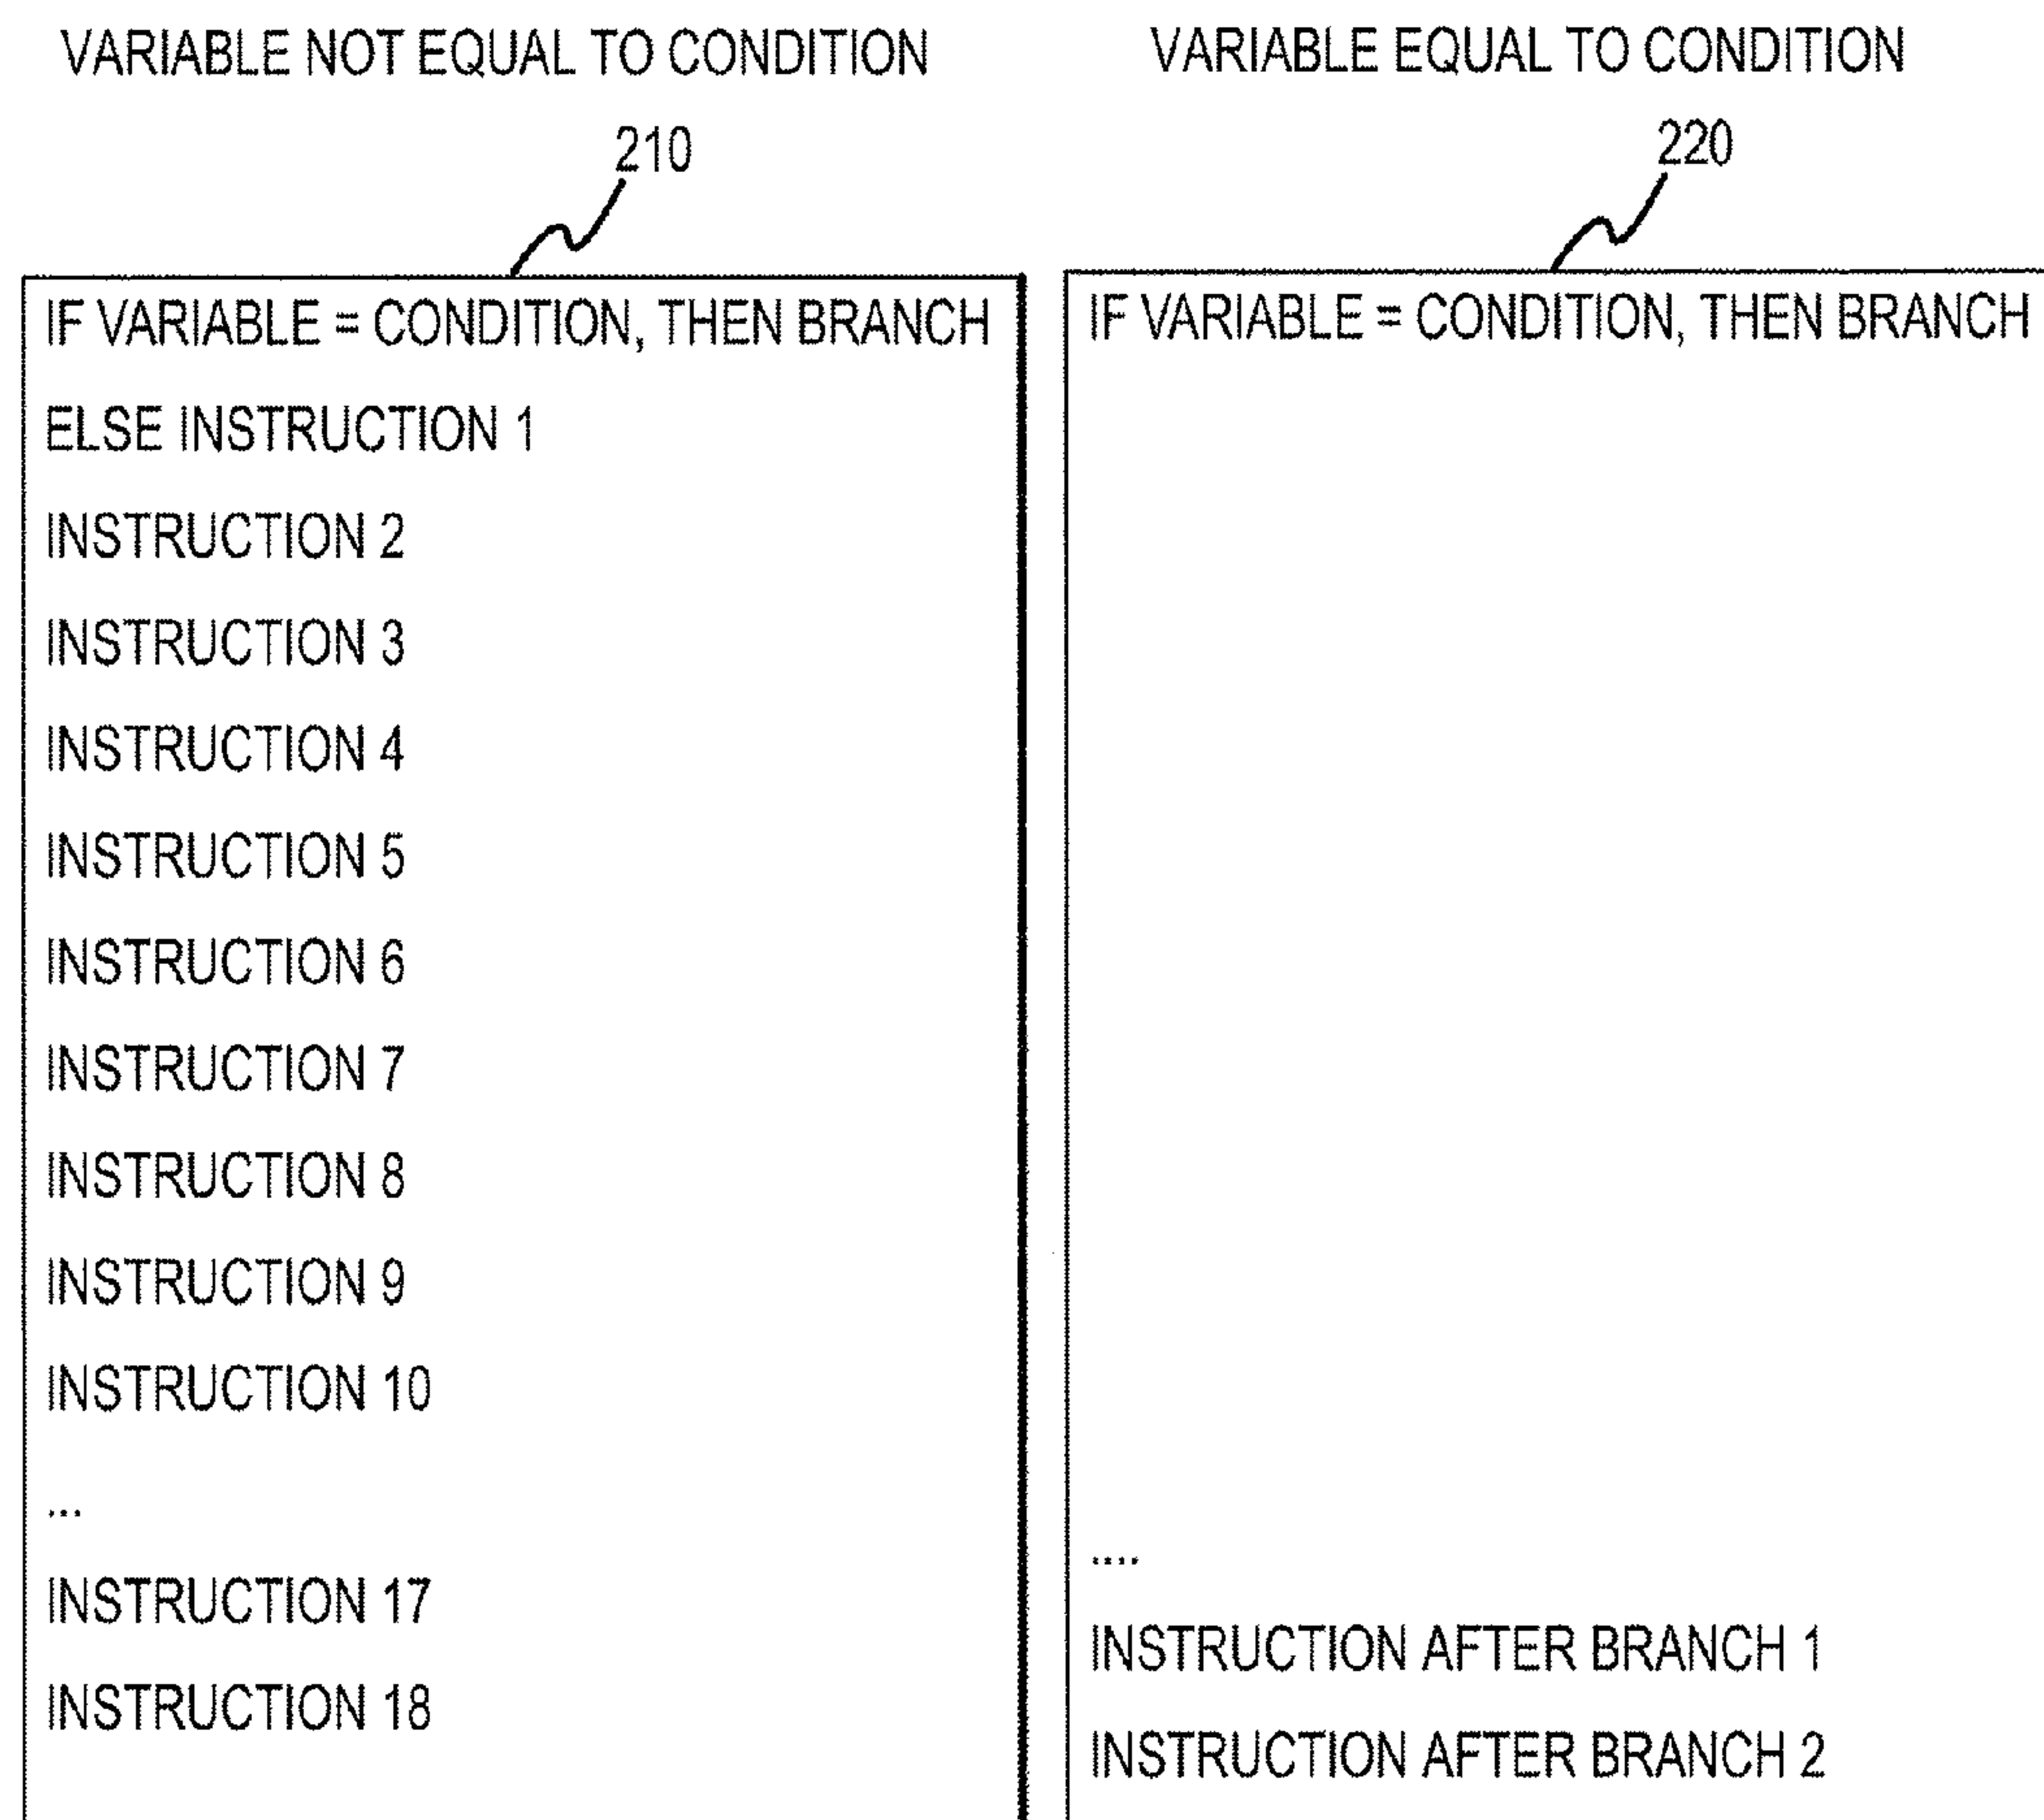 VARIABLE NOT EQUAL TO CONDITION
210
IF VARIABLE = CONDITION, THEN BRANCH
ELSE INSTRUCTION 1
INSTRUCTION 2
INSTRUCTION 3
INSTRUCTION 4
INSTRUCTION 5
INSTRUCTION 6
INSTRUCTION 7
INSTRUCTION 8
INSTRUCTION 9
INSTRUCTION 10
...
INSTRUCTION 17
INSTRUCTION 18
VARIABLE EQUAL TO CONDITION
220
IF VARIABLE = CONDITION, THEN BRANCH
....
INSTRUCTION AFTER BRANCH 1
INSTRUCTION AFTER BRANCH 2